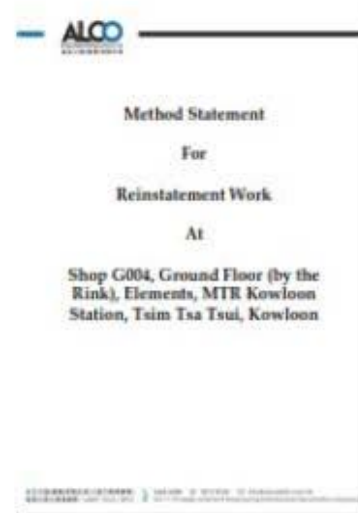 ALCO
Method Statement
For
Reinstatement Work
At
Shop G004, Ground Floor (by the
Rink), Elements, MTR Kowloon
Station, Tsim Tsa Tsui, Kowloon